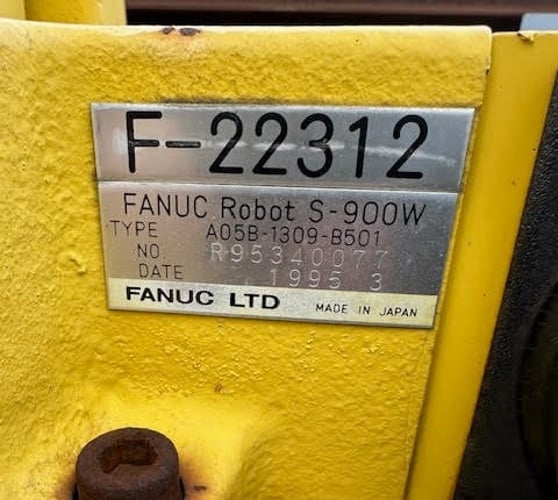 F-22312
FANUC Robot S-900W
TYPE A05B-1309-B501
NO. R95340077
DATE 1995 3
FANUC LTD MADE IN JAPAN